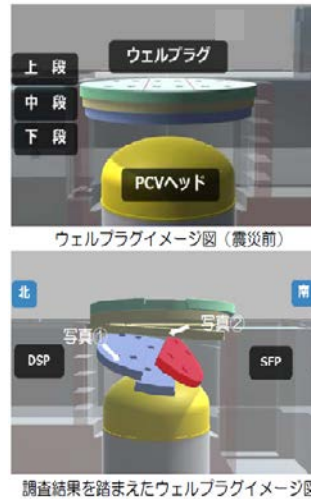 ウェルプラグ
上 段
中 段
下 段
PCVヘッド
ウェルプラグイメージ図（震災前）
北
南
写真①
写真②
DSP
SFP
調査結果を踏まえたウェルプラグイメージ図